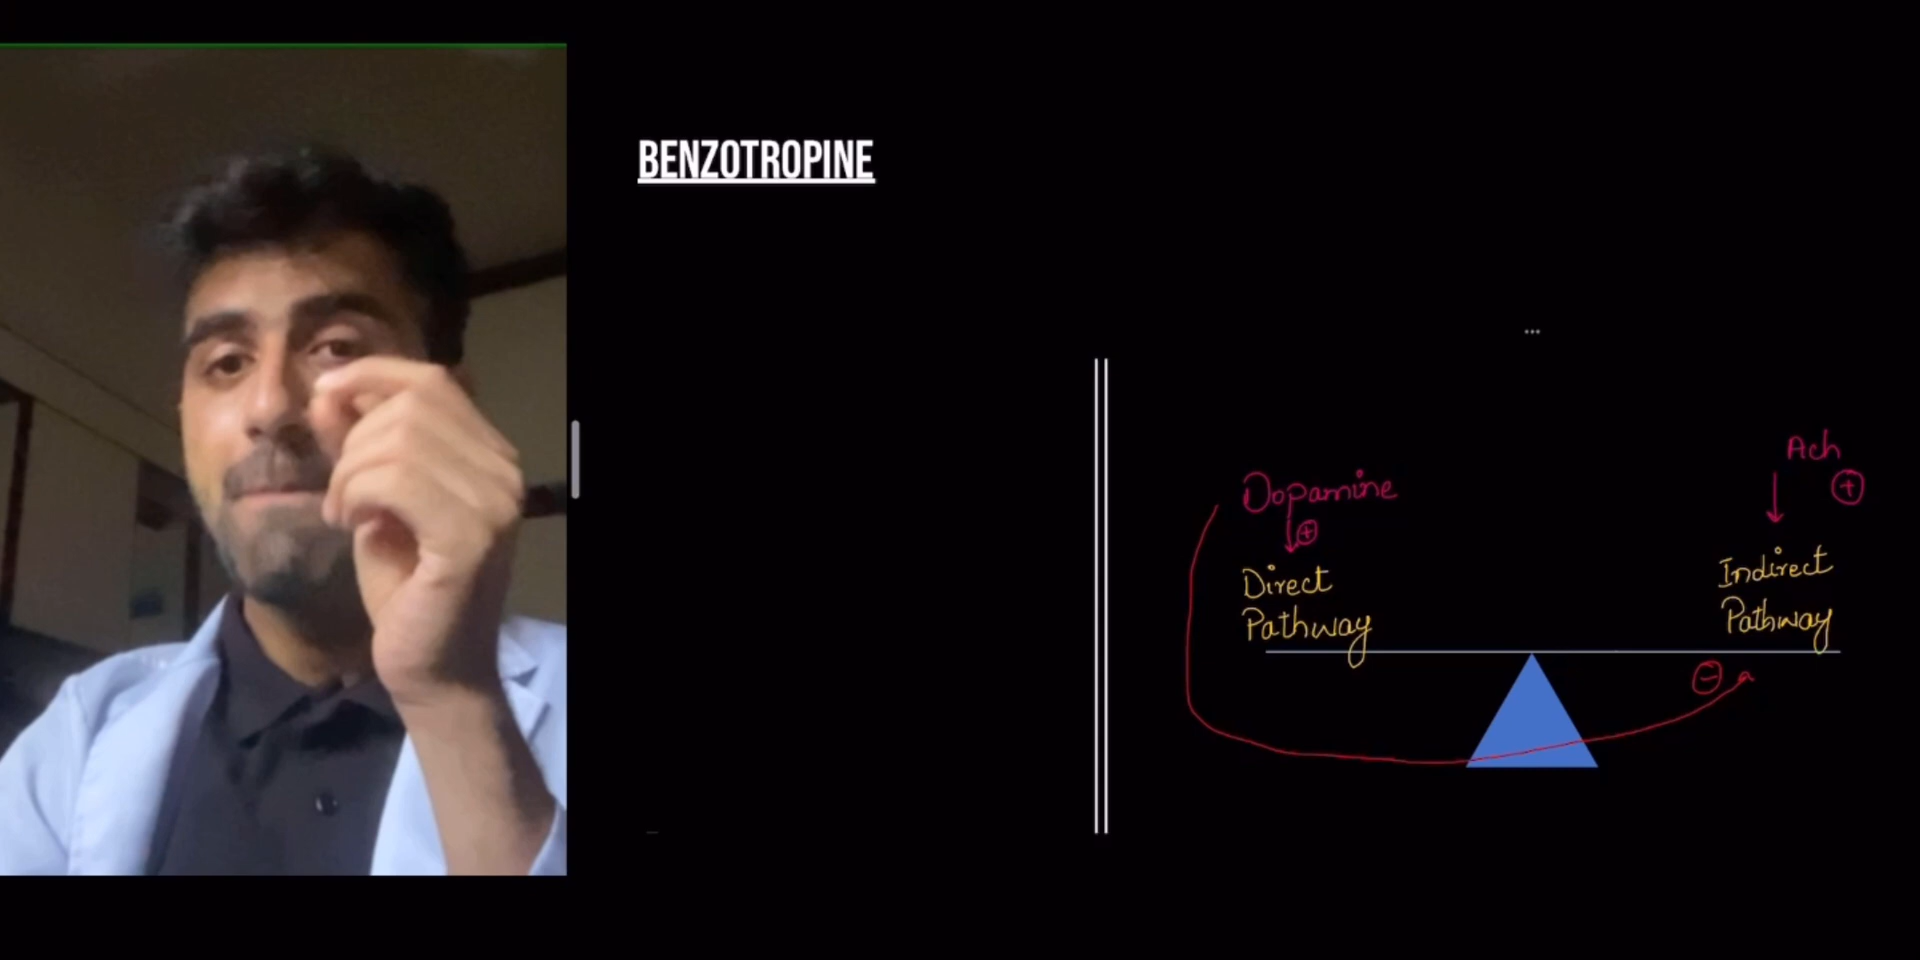 BENZOTROPINE
...
Ach
Dopamine
+
+
Direct
Pathway
Indirect
Pathway
-